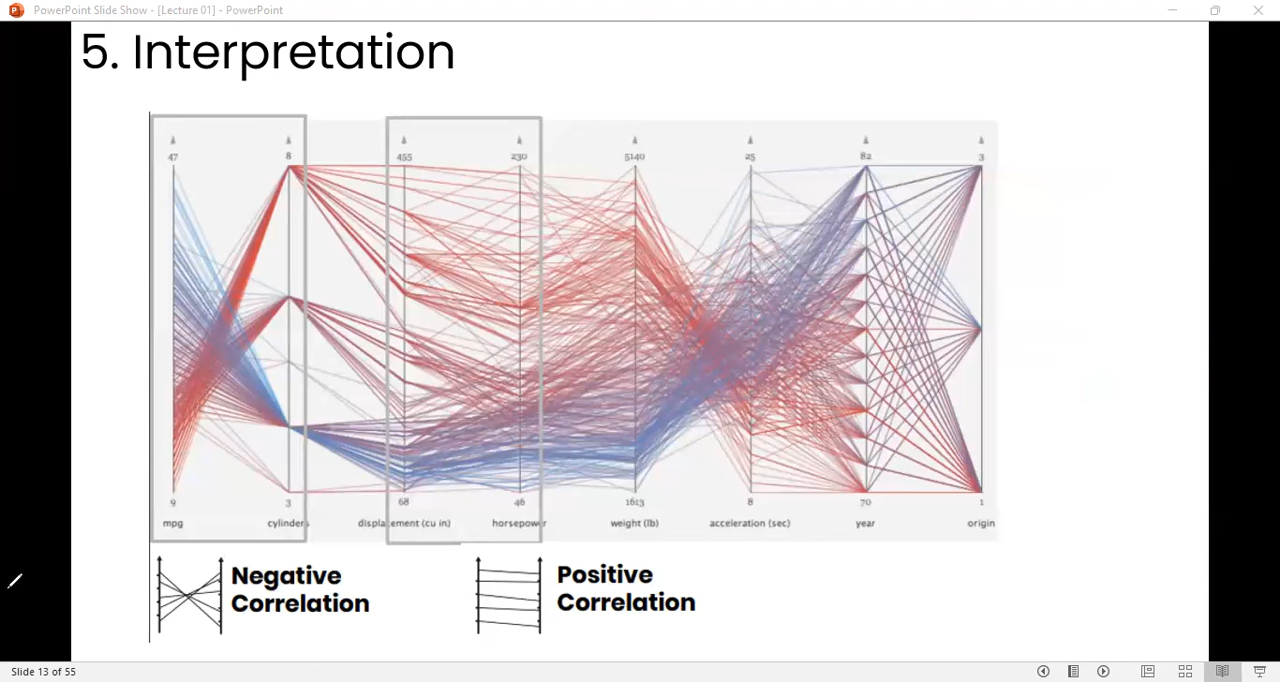 PowerPoint Slide Show - [Lecture 01] - PowerPoint
5. Interpretation
47 8 455 230 5140 25 82 3
9 3 68 46 1613 8 70 1
mpg cylinders displacement (cu in) horsepower weight (lb) acceleration (sec) year origin
Negative
Correlation
Positive
Correlation
Slide 13 of 55